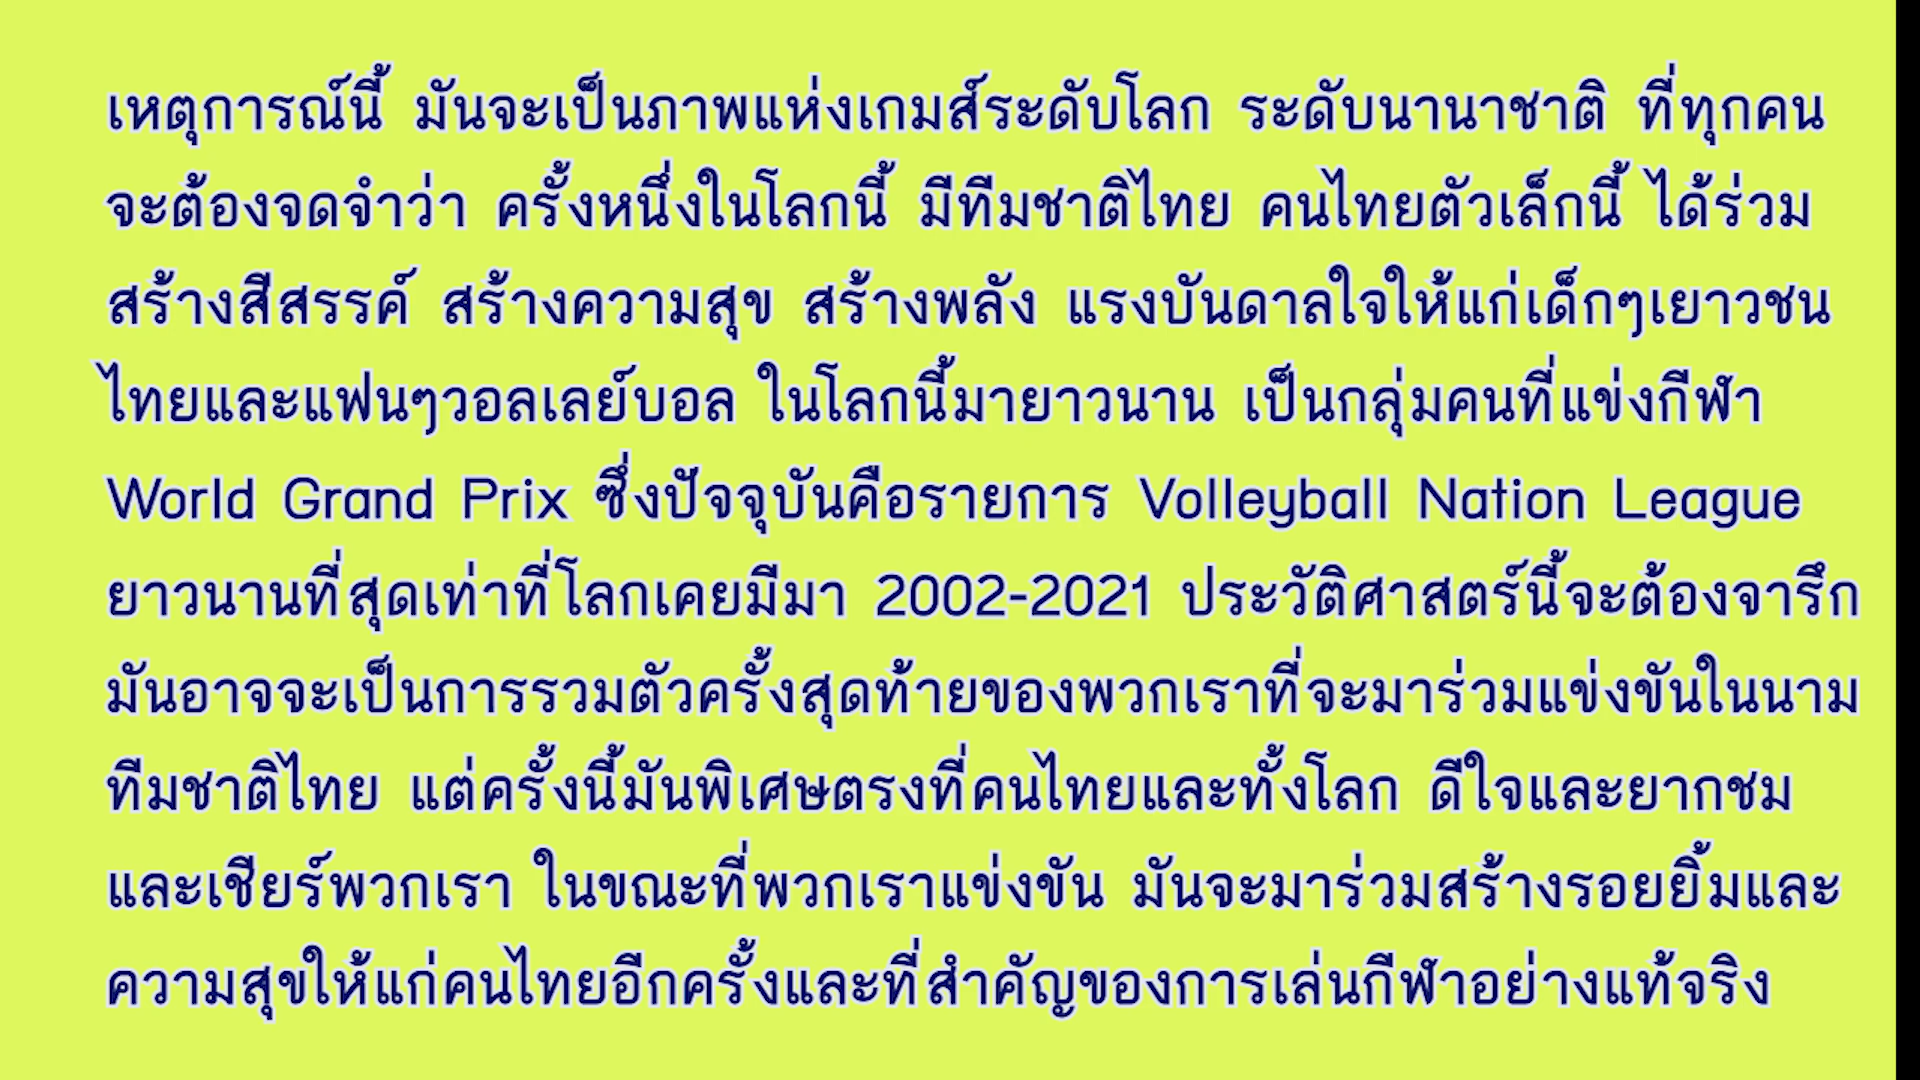 เหตุการณ์นี้ มันจะเป็นภาพแห่งเกมส์ระดับโลก ระดับนานาชาติ ที่ทุกคน
จะต้องจดจำว่า ครั้งหนึ่งในโลกนี้ มีทีมชาติไทย คนไทยตัวเล็กนี้ ได้ร่วม
สร้างสีสรรค์ สร้างความสุข สร้างพลัง แรงบันดาลใจให้แก่เด็กๆเยาวชน
ไทยและแฟนๆวอลเลย์บอล ในโลกนี้มายาวนาน เป็นกลุ่มคนที่แข่งกีฬา
World Grand Prix ซึ่งปัจจุบันคือรายการ Volleyball Nation League
ยาวนานที่สุดเท่าที่โลกเคยมีมา 2002-2021 ประวัติศาสตร์นี้จะต้องจารึก
มันอาจจะเป็นการรวมตัวครั้งสุดท้ายของพวกเราที่จะมาร่วมแข่งขันในนาม
ทีมชาติไทย แต่ครั้งนี้มันพิเศษตรงที่คนไทยและทั้งโลก ดีใจและยากชม
และเชียร์พวกเรา ในขณะที่พวกเราแข่งขัน มันจะมาร่วมสร้างรอยยิ้มและ
ความสุขให้แก่คนไทยอีกครั้งและที่สำคัญของการเล่นกีฬาอย่างแท้จริง